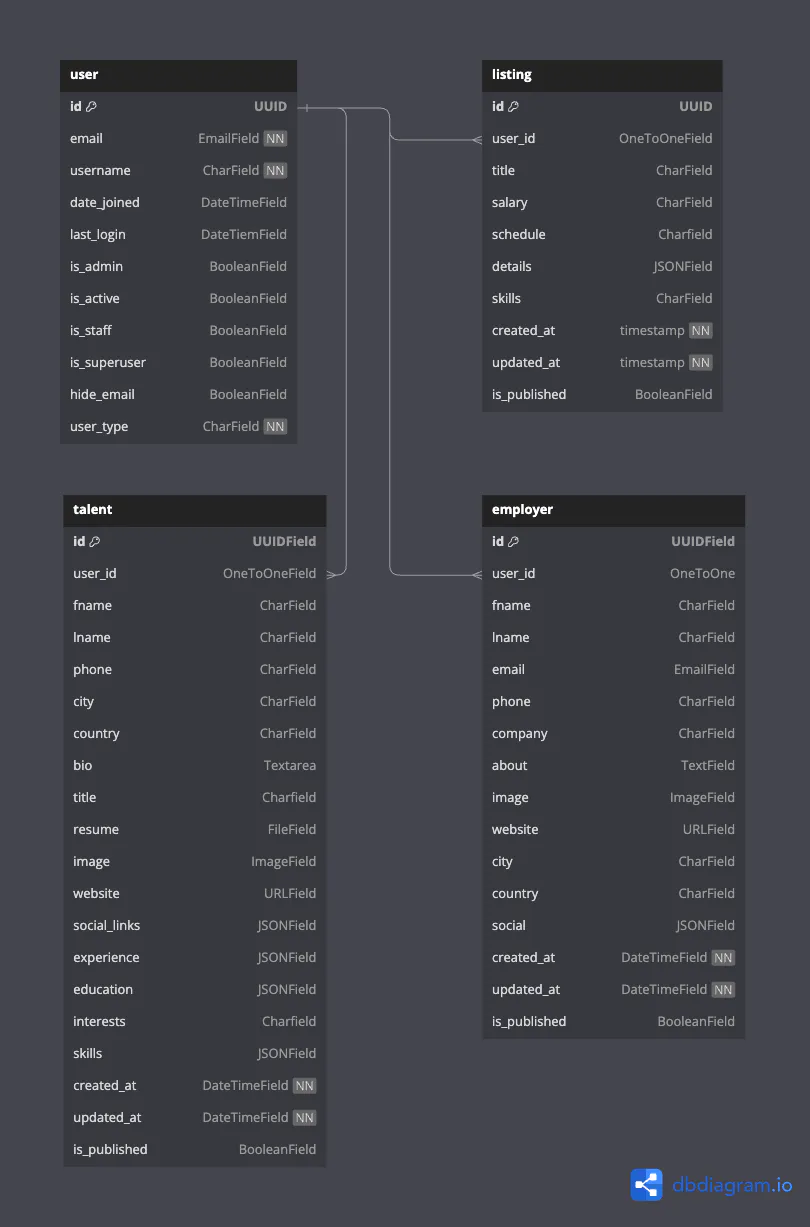 user
id UUID
email EmailField NN
username CharField NN
date_joined DateTimeField
last_login DateTiemField
is_admin BooleanField
is_active BooleanField
is_staff BooleanField
is_superuser BooleanField
hide_email BooleanField
user_type CharField NN
listing
id UUID
user_id OneToOneField
title CharField
salary CharField
schedule Charfield
details JSONField
skills CharField
created_at timestamp NN
updated_at timestamp NN
is_published BooleanField
talent
id UUIDField
user_id OneToOneField
fname CharField
lname CharField
phone CharField
city CharField
country CharField
bio Textarea
title Charfield
resume FileField
image ImageField
website URLField
social_links JSONField
experience JSONField
education JSONField
interests Charfield
skills JSONField
created_at DateTimeField NN
updated_at DateTimeField NN
is_published BooleanField
employer
id UUIDField
user_id OneToOne
fname CharField
lname CharField
email EmailField
phone CharField
company CharField
about TextField
image ImageField
website URLField
city CharField
country CharField
social JSONField
created_at DateTimeField NN
updated_at DateTimeField NN
is_published BooleanField
dbdiagram.io